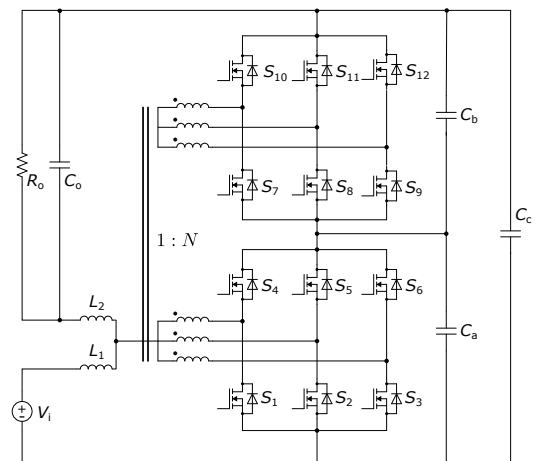 S10 S11 S12
Ro Co
S7 S8 S9
Cb
Cc
1 : N
S4 S5 S6
L2
L1
Ca
Vi
S1 S2 S3